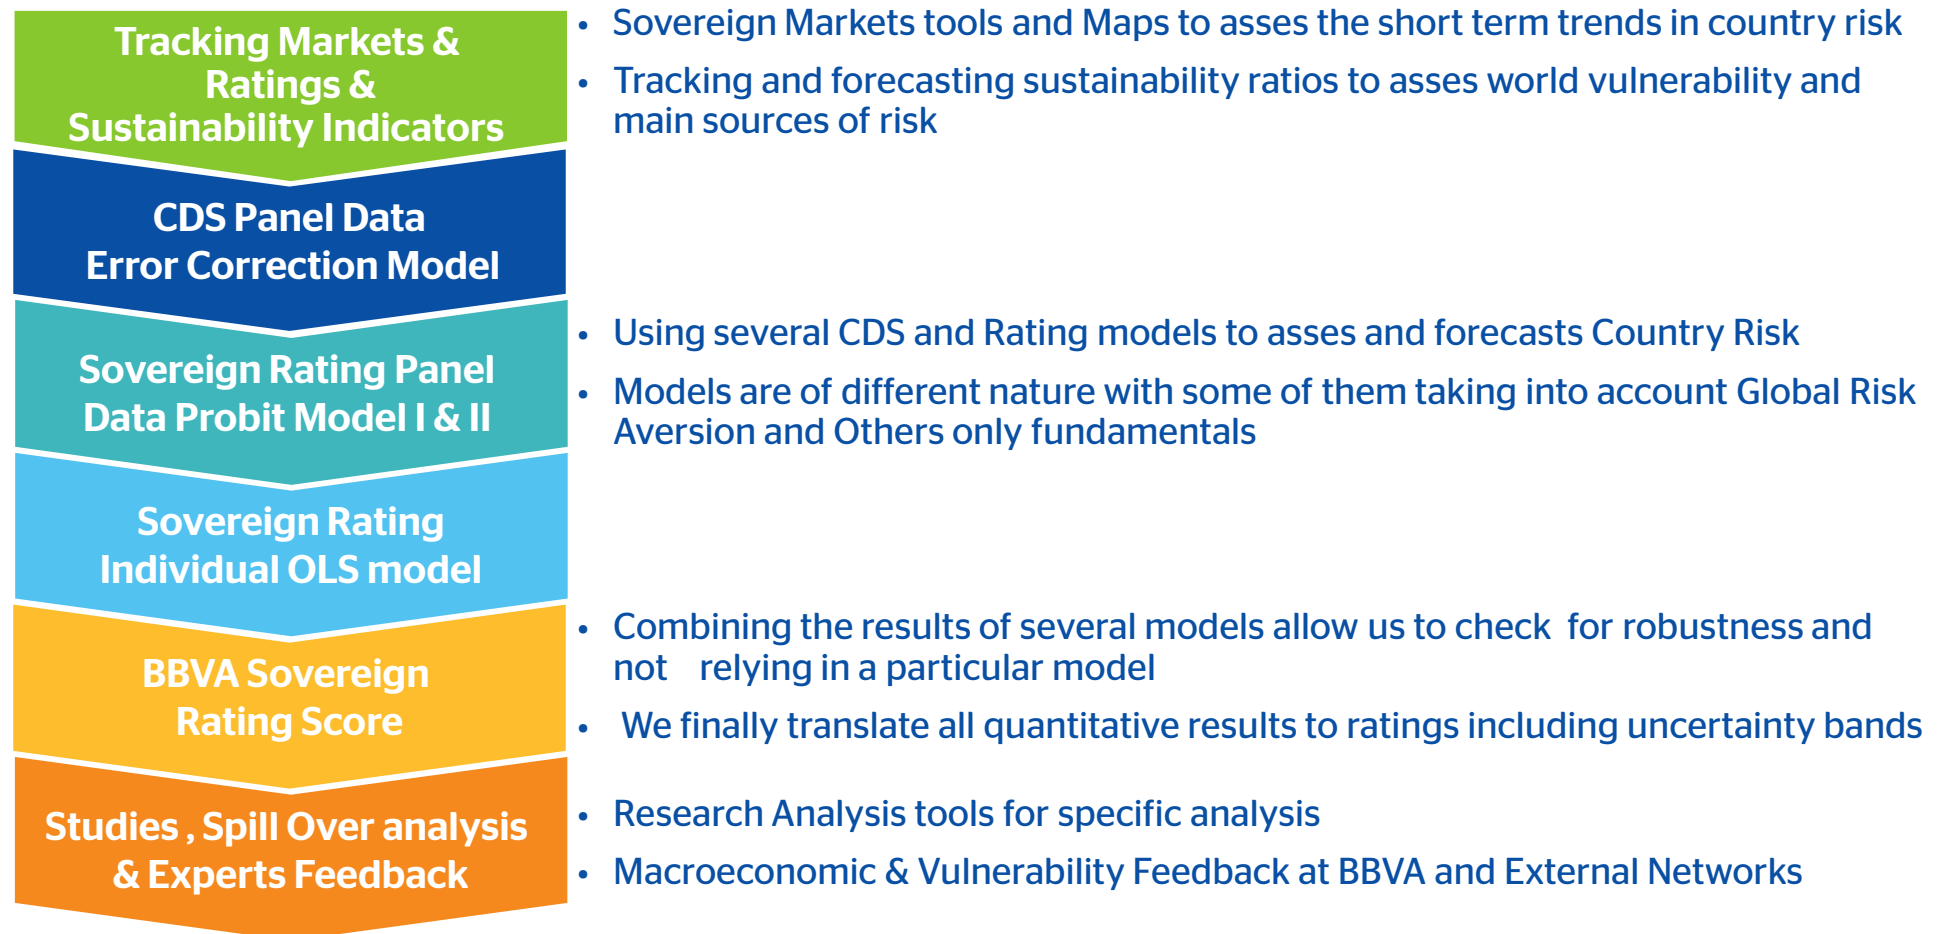 Tracking Markets &
Ratings &
Sustainability Indicators
• Sovereign Markets tools and Maps to asses the short term trends in country risk
• Tracking and forecasting sustainability ratios to asses world vulnerability and
main sources of risk
CDS Panel Data
Error Correction Model
Sovereign Rating Panel
Data Probit Model I & II
• Using several CDS and Rating models to asses and forecasts Country Risk
• Models are of different nature with some of them taking into account Global Risk
Aversion and Others only fundamentals
Sovereign Rating
Individual OLS model
BBVA Sovereign
Rating Score
• Combining the results of several models allow us to check for robustness and
not relying in a particular model
• We finally translate all quantitative results to ratings including uncertainty bands
Studies , Spill Over analysis
& Experts Feedback
• Research Analysis tools for specific analysis
• Macroeconomic & Vulnerability Feedback at BBVA and External Networks